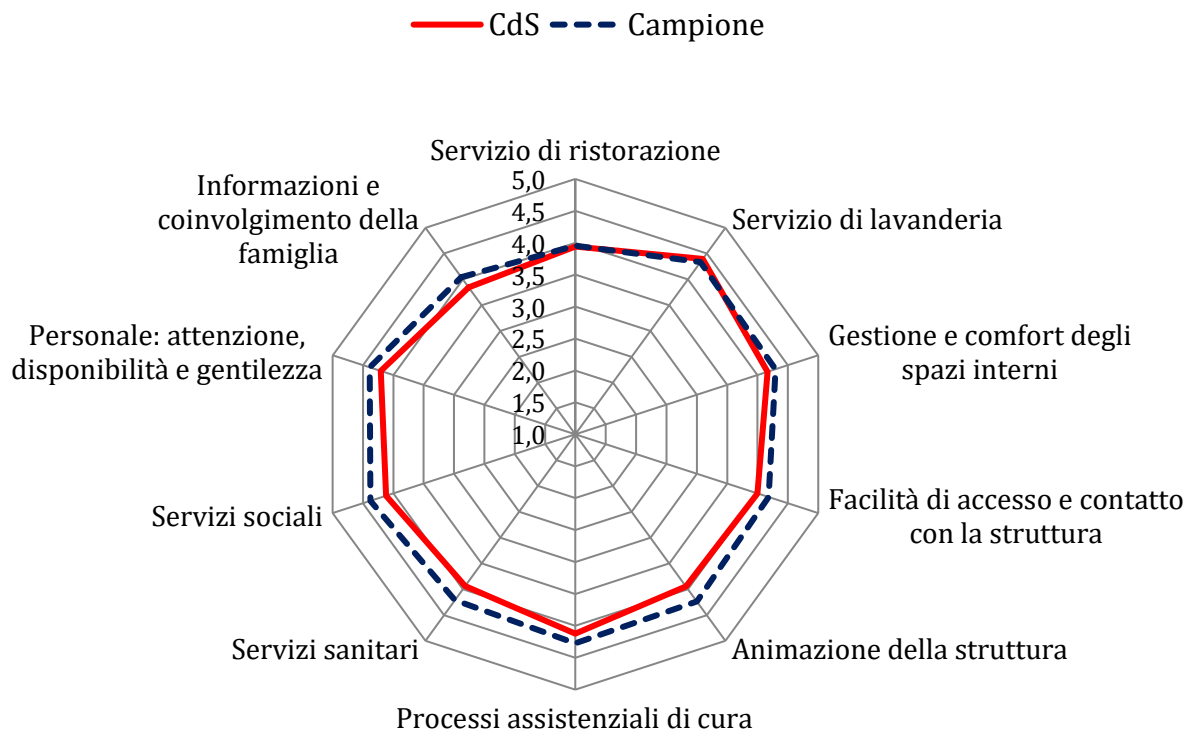 CdS Campione
Servizio di ristorazione
Servizio di lavanderia
Gestione e comfort degli
spazi interni
Facilità di accesso e contatto
con la struttura
Animazione della struttura
Processi assistenziali di cura
Servizi sanitari
Servizi sociali
Personale: attenzione,
disponibilità e gentilezza
Informazioni e
coinvolgimento della
famiglia
5,0
4,5
4,0
3,5
3,0
2,5
2,0
1,5
1,0